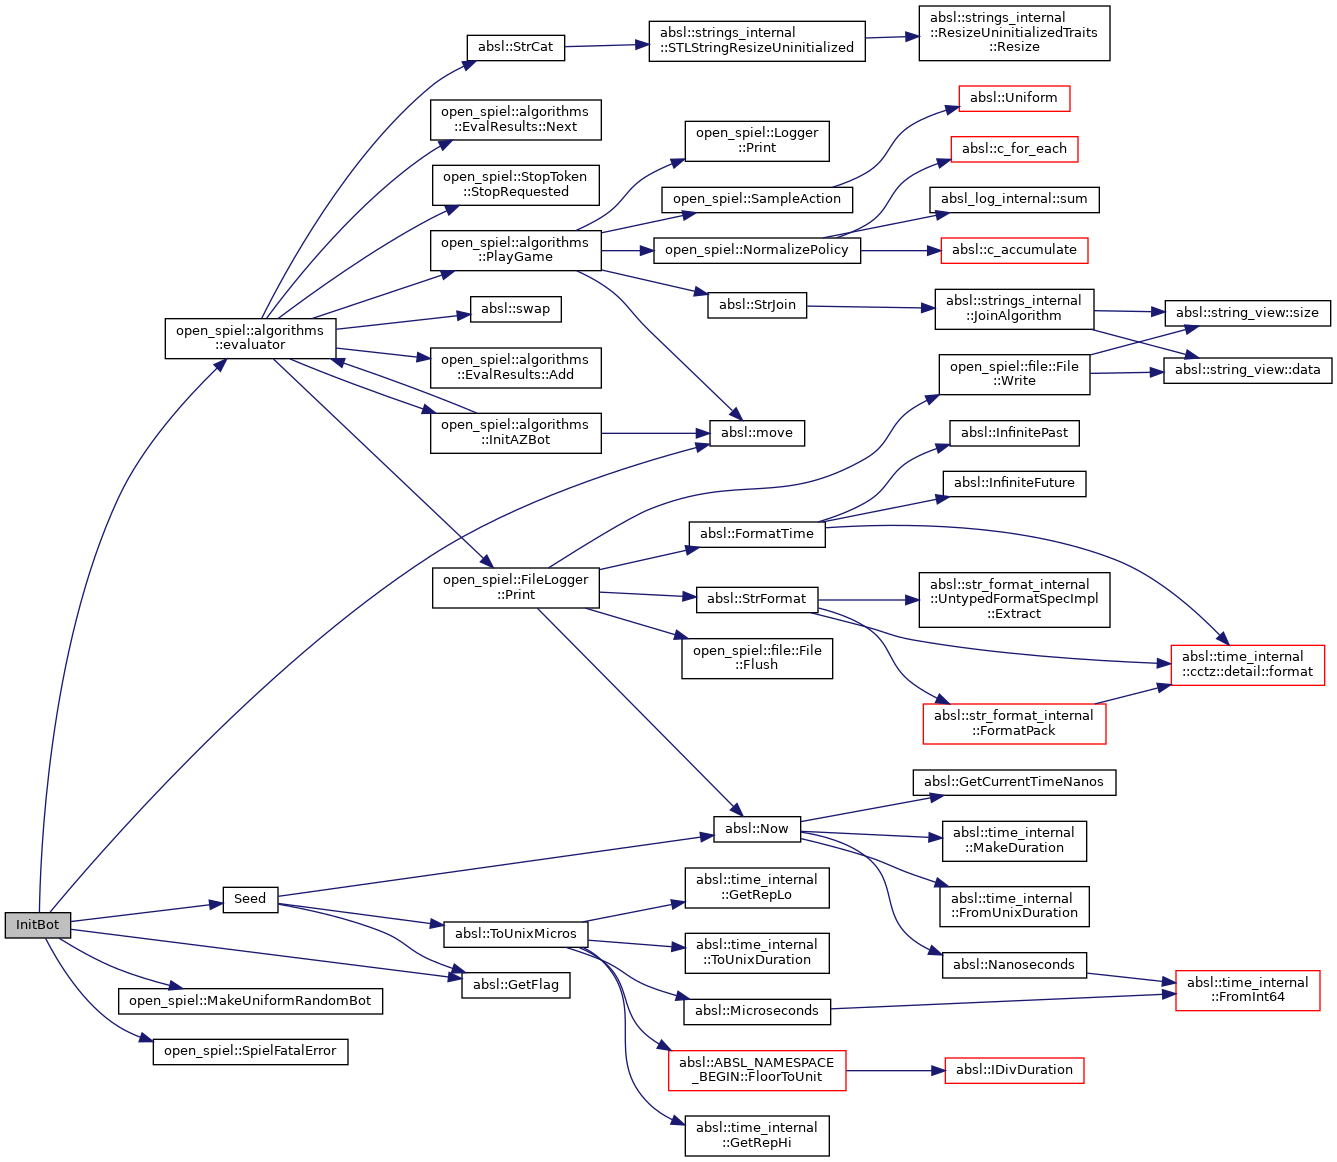 absl::StrCat
absl::strings_internal
::STLStringResizeUninitialized
absl::strings_internal
::ResizeUninitializedTraits
::Resize
open_spiel::algorithms
::EvalResults::Next
open_spiel::Logger
::Print
absl::Uniform
absl::c_for_each
open_spiel::StopToken
::StopRequested
open_spiel::SampleAction
absl_log_internal::sum
open_spiel::algorithms
::PlayGame
open_spiel::NormalizePolicy
absl::c_accumulate
absl::swap
absl::StrJoin
absl::strings_internal
::JoinAlgorithm
absl::string_view::size
open_spiel::algorithms
::evaluator
open_spiel::algorithms
::EvalResults::Add
open_spiel::file::File
::Write
absl::string_view::data
open_spiel::algorithms
::InitAZBot
absl::move
absl::InfinitePast
absl::InfiniteFuture
absl::FormatTime
open_spiel::FileLogger
::Print
absl::StrFormat
absl::str_format_internal
::UntypedFormatSpecImpl
::Extract
open_spiel::file::File
::Flush
absl::time_internal
::cctz::detail::format
absl::str_format_internal
::FormatPack
absl::GetCurrentTimeNanos
absl::Now
absl::time_internal
::MakeDuration
Seed
absl::time_internal
::GetRepLo
absl::time_internal
::FromUnixDuration
InitBot
absl::ToUnixMicros
absl::time_internal
::ToUnixDuration
absl::Nanoseconds
absl::GetFlag
absl::time_internal
::FromInt64
open_spiel::MakeUniformRandomBot
absl::Microseconds
open_spiel::SpielFatalError
absl::ABSL_NAMESPACE
_BEGIN::FloorToUnit
absl::IDivDuration
absl::time_internal
::GetRepHi